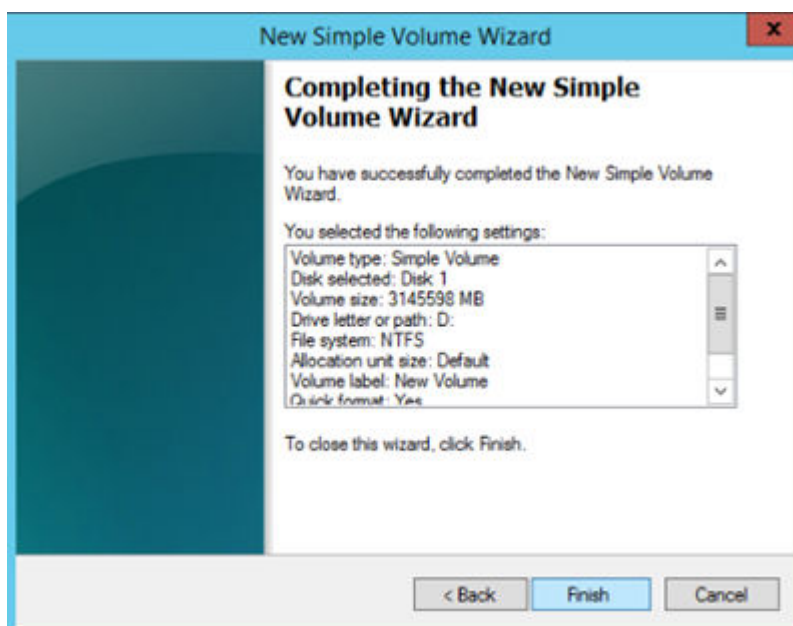 New Simple Volume Wizard
Completing the New Simple
Volume Wizard
You have successfully completed the New Simple Volume
Wizard.
You selected the following settings:
Volume type: Simple Volume
Disk selected: Disk 1
Volume size: 3145598 MB
Drive letter or path: D:
File system: NTFS
Allocation unit size: Default
Volume label: New Volume
Quick format: Yes
To close this wizard, click Finish.
< Back
Finish
Cancel